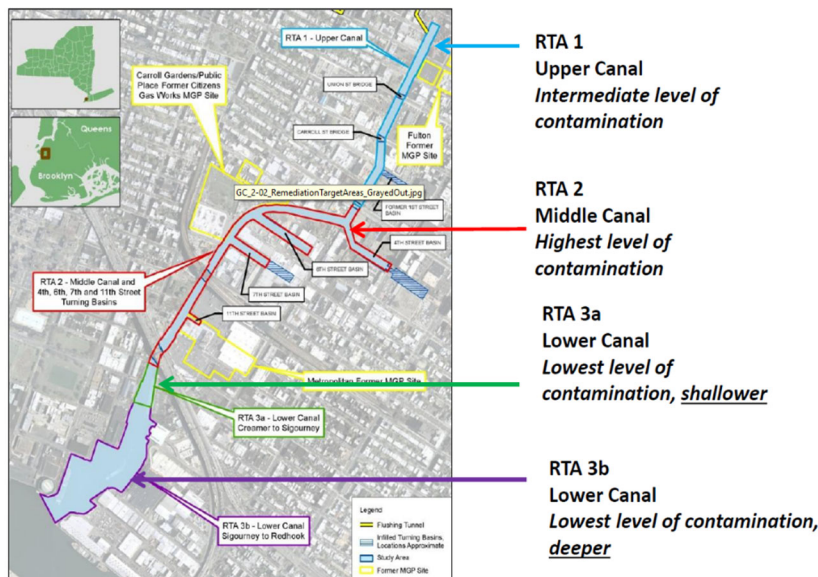 RTA 1 - Upper Canal
Carroll Gardens/Public
Place Former Citizens
Gas Works MGP Site
UNION ST BRIDGE
CARROLL ST BRIDGE
Fulton
Former
MGP Site
Queens
Brooklyn
GC_2-02_RemediationTargetAreas_GrayedOut.jpg
FORMER 1ST STREET
BASIN
4TH STREET BASIN
6TH STREET BASIN
7TH STREET BASIN
11TH STREET BASIN
RTA 2 - Middle Canal and
4th, 6th, 7th and 11th Street
Turning Basins
Metropolitan Former MGP Site
RTA 3a - Lower Canal
Creamer to Sigourney
RTA 3b - Lower Canal
Sigourney to Redhook
Legend
Flushing Tunnel
Infilled Turning Basins,
Locations Approximate
Study Area
Former MGP Site
RTA 1
Upper Canal
Intermediate level of
contamination
RTA 2
Middle Canal
Highest level of
contamination
RTA 3a
Lower Canal
Lowest level of
contamination, shallower
RTA 3b
Lower Canal
Lowest level of contamination,
deeper